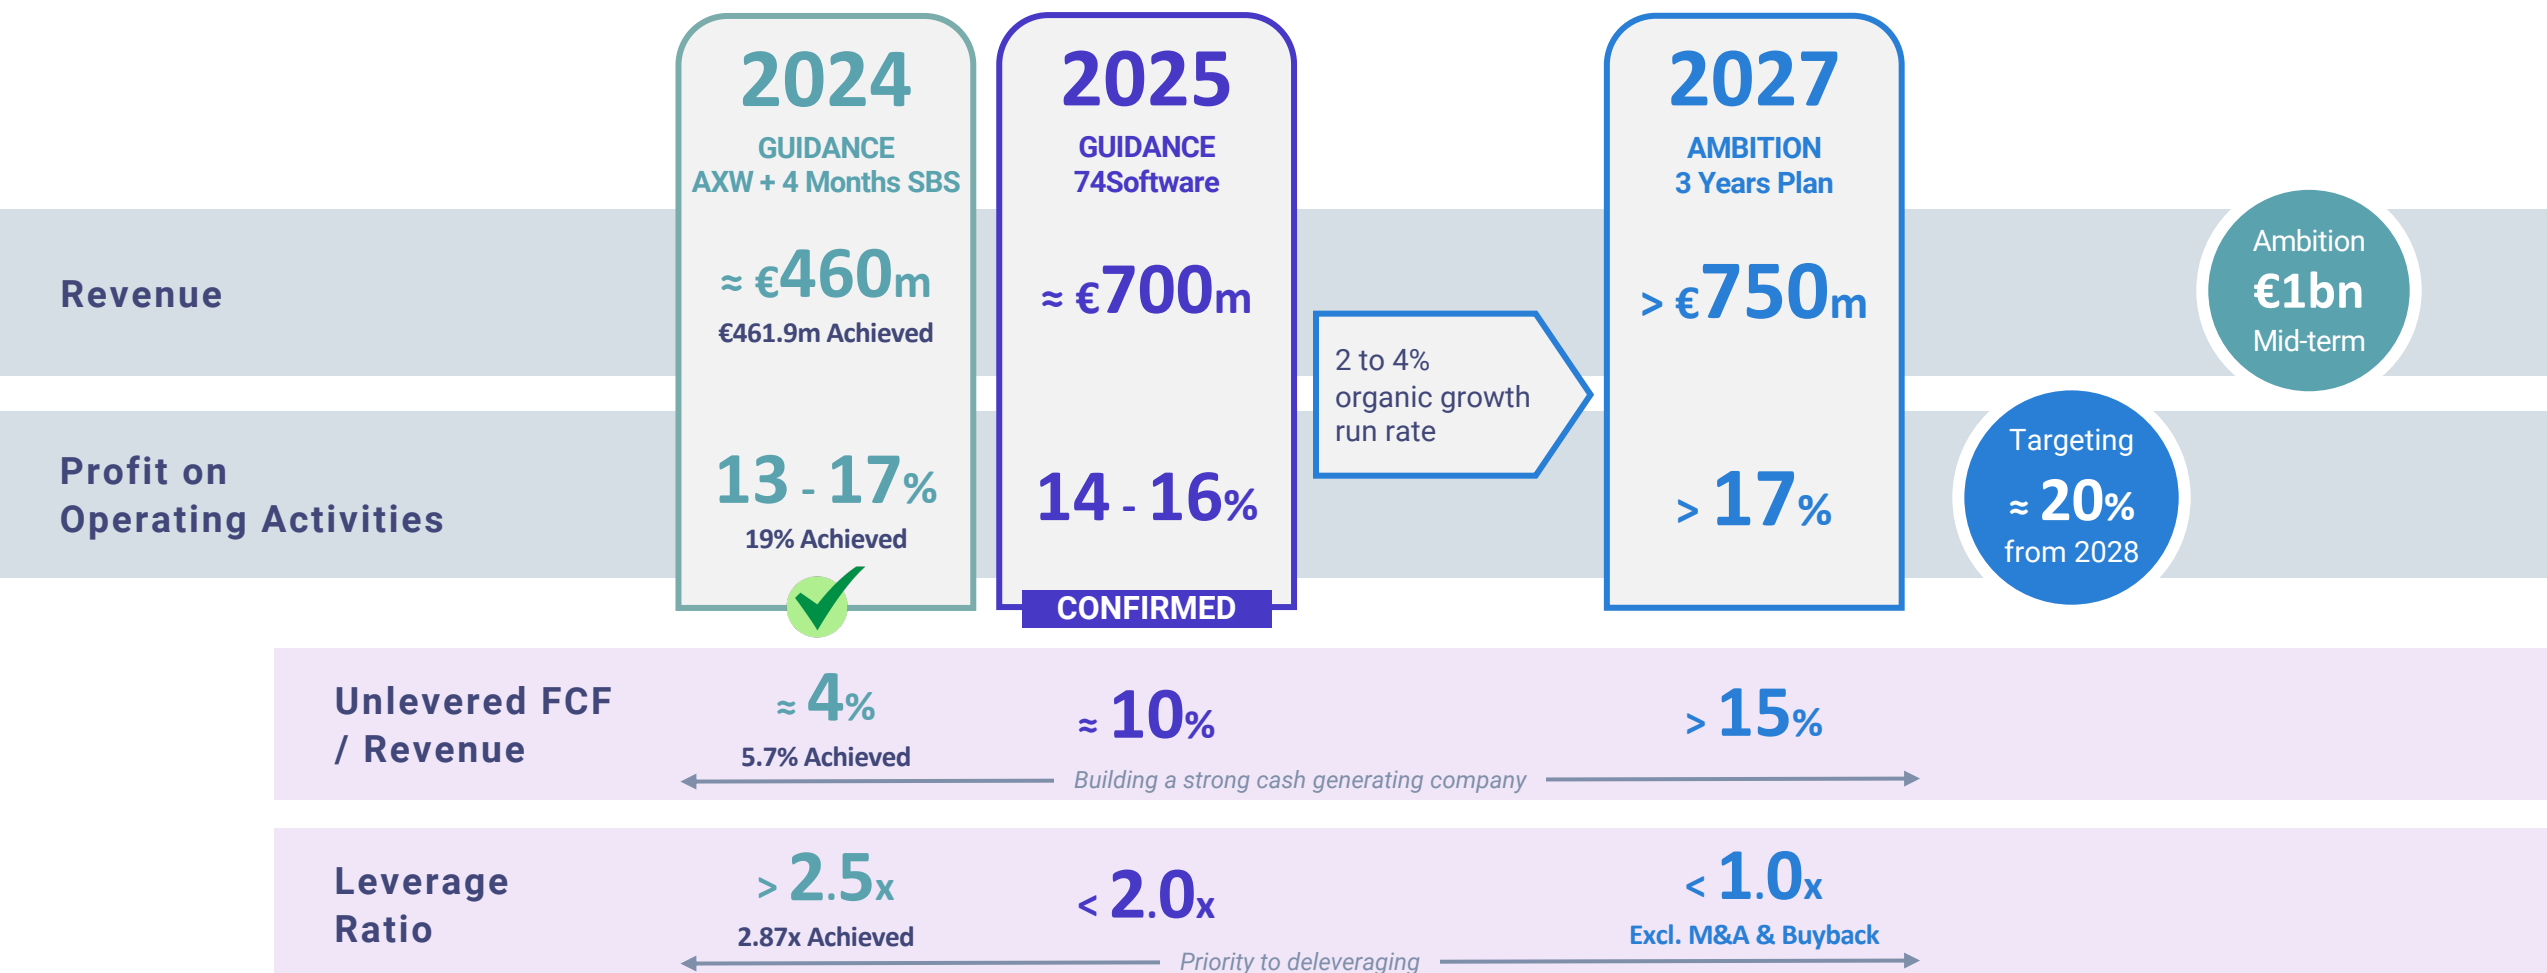 2024
GUIDANCE
AXW + 4 Months SBS
2025
GUIDANCE
74Software
2027
AMBITION
3 Years Plan
Revenue
≈ €460m
€461.9m Achieved
≈ €700m
> €750m
Ambition
€1bn
Mid-term
2 to 4%
organic growth
run rate
Profit on
Operating Activities
13 - 17%
19% Achieved
14 - 16%
CONFIRMED
> 17%
Targeting
≈ 20%
from 2028
Unlevered FCF
/ Revenue
≈ 4%
5.7% Achieved
≈ 10%
> 15%
Building a strong cash generating company
Leverage
Ratio
> 2.5x
2.87x Achieved
< 2.0x
< 1.0x
Excl. M&A & Buyback
Priority to deleveraging